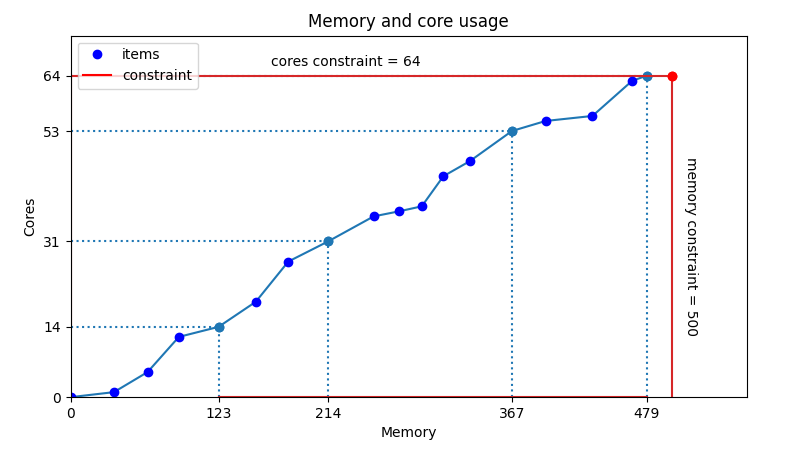 Memory and core usage
items
constraint
cores constraint = 64
memory constraint = 500
Cores
64
53
31
14
0
0 123 214 367 479
Memory